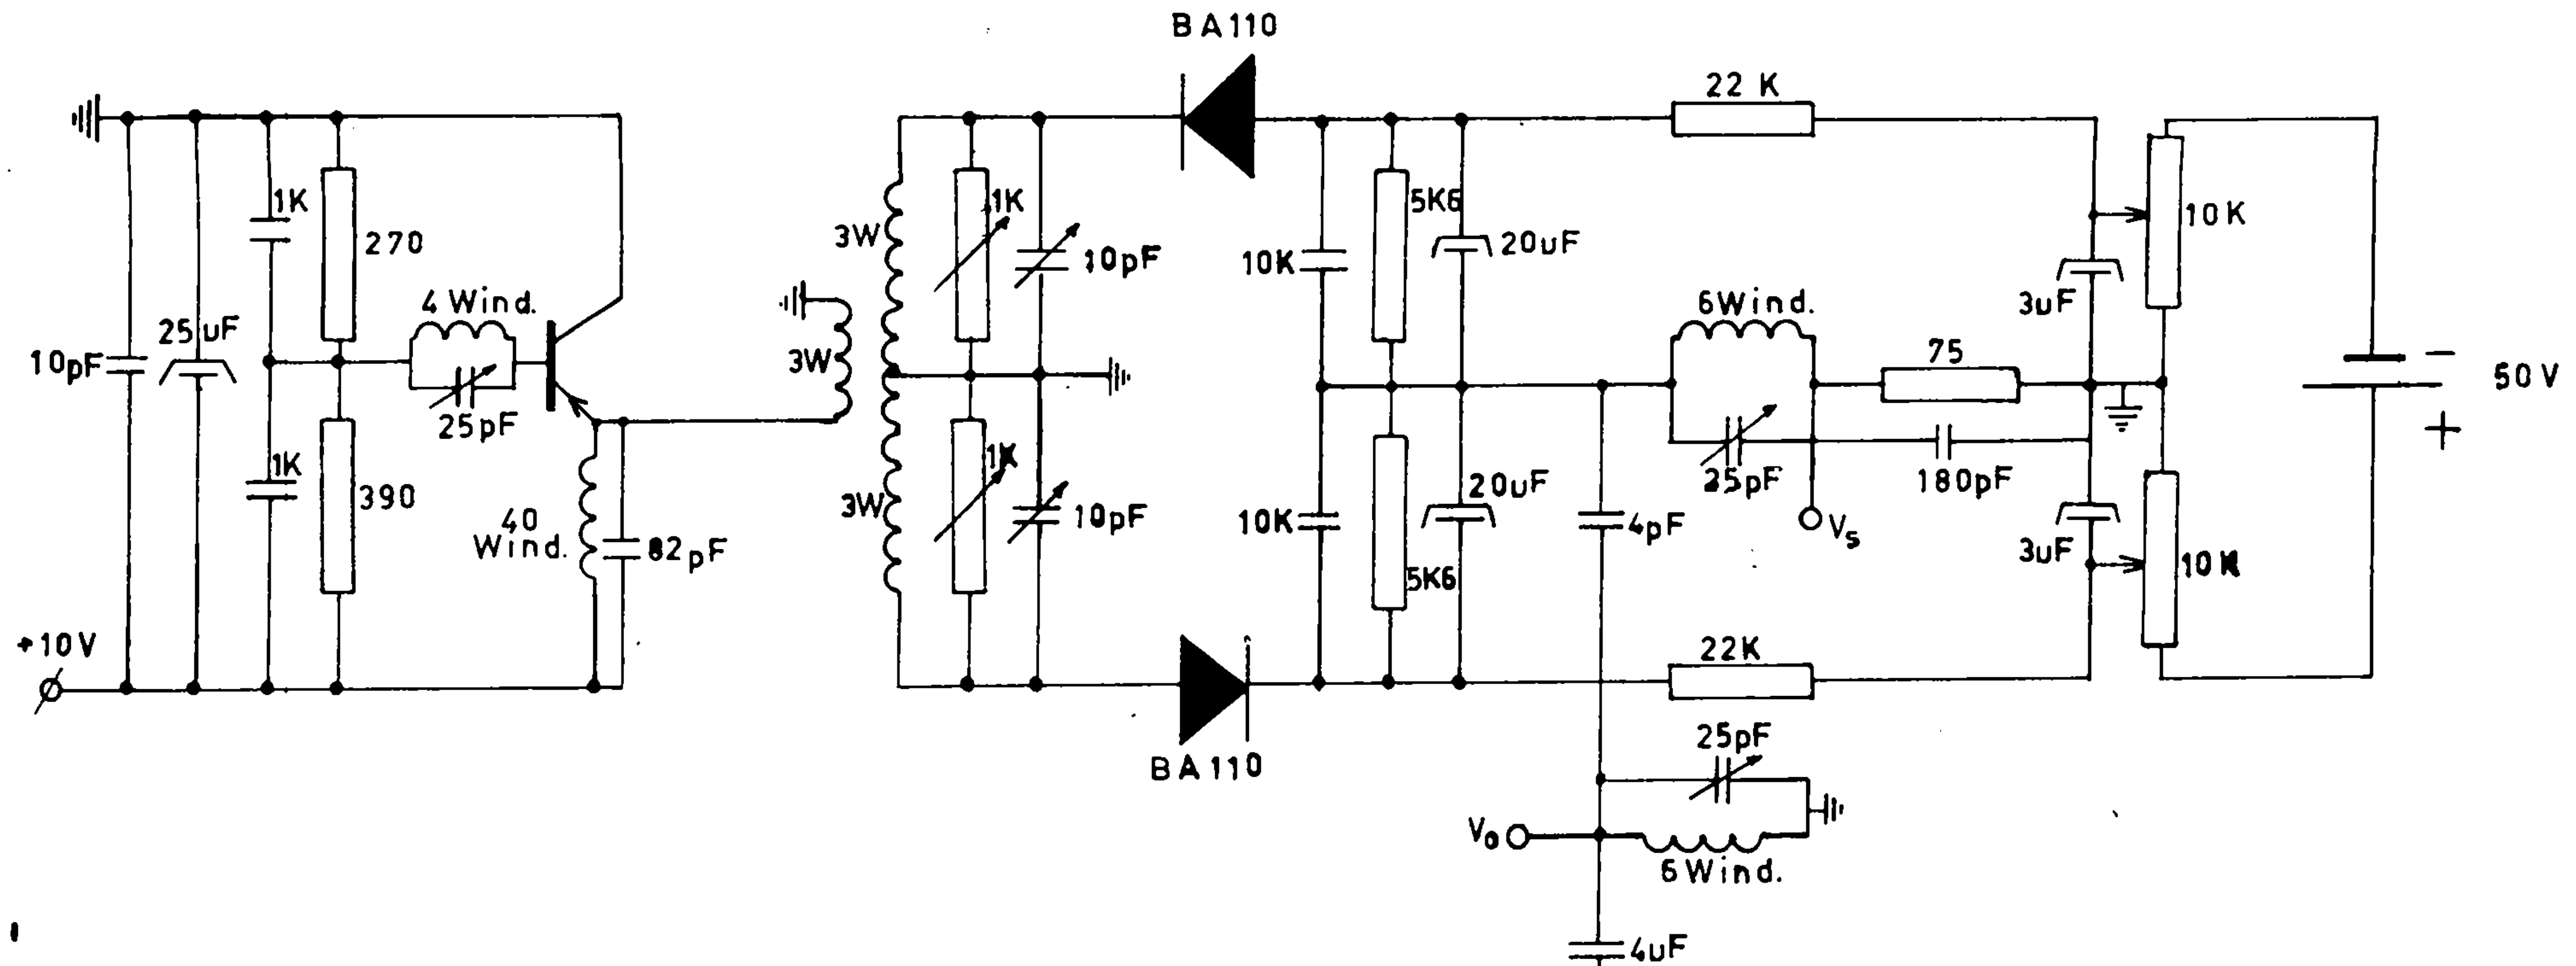 BA110
22 K
1K
270
3W
1K
10pF
5K6
20uF
10K
10K
4 Wind.
25uF
10pF
3W
25pF
6Wind.
3uF
75
50V
-
+
1K
390
3W
1K
10pF
10K
20uF
25pF
180pF
40
Wind.
82pF
4pF
Vs
3uF
10K
5K6
+10V
22K
BA110
25pF
Vo
6Wind.
4uF